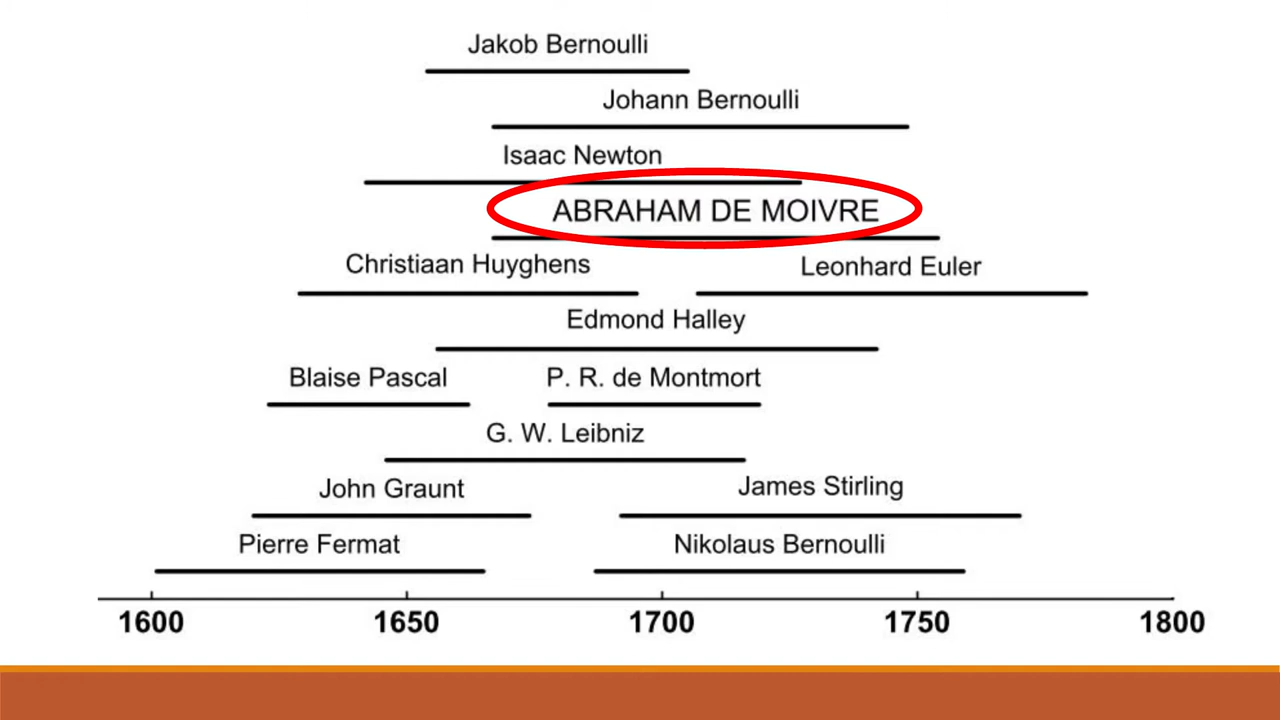 Jakob Bernoulli
Johann Bernoulli
Isaac Newton
ABRAHAM DE MOIVRE
Christiaan Huyghens
Leonhard Euler
Edmond Halley
Blaise Pascal
P. R. de Montmort
G. W. Leibniz
John Graunt
James Stirling
Pierre Fermat
Nikolaus Bernoulli
1600 1650 1700 1750 1800